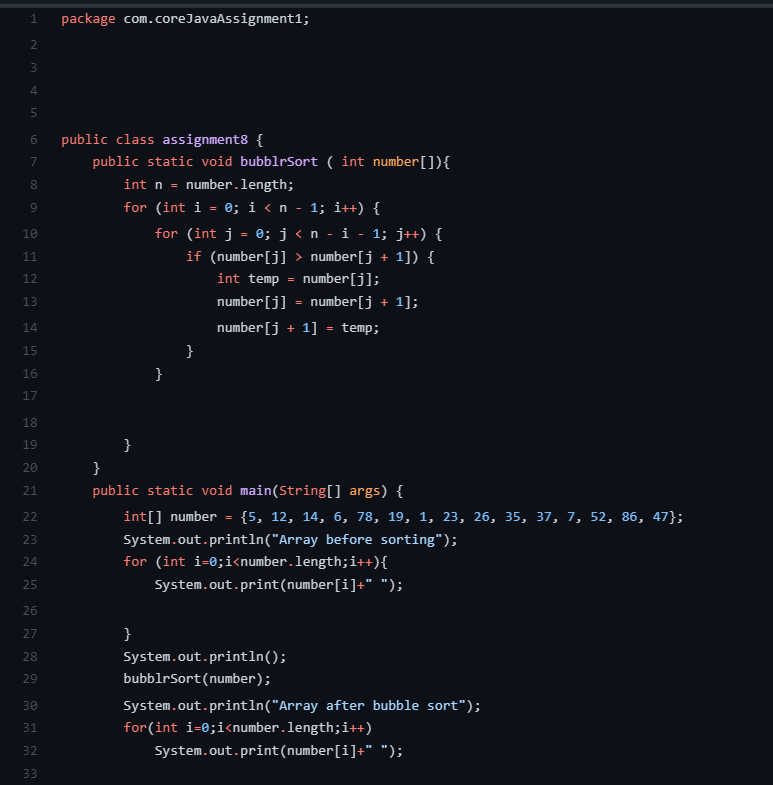 1 package com.coreJavaAssignment1;
2
3
4
5
6 public class assignment8 {
7     public static void bubblrSort ( int number[]){
8         int n = number.length;
9         for (int i = 0; i < n - 1; i++) {
10             for (int j = 0; j < n - i - 1; j++) {
11                 if (number[j] > number[j + 1]) {
12                     int temp = number[j];
13                     number[j] = number[j + 1];
14                     number[j + 1] = temp;
15                 }
16             }
17
18
19         }
20     }
21     public static void main(String[] args) {
22         int[] number = {5, 12, 14, 6, 78, 19, 1, 23, 26, 35, 37, 7, 52, 86, 47};
23         System.out.println("Array before sorting");
24         for (int i=0;i<number.length;i++){
25             System.out.print(number[i]+" ");
26
27         }
28         System.out.println();
29         bubblrSort(number);
30         System.out.println("Array after bubble sort");
31         for(int i=0;i<number.length;i++)
32             System.out.print(number[i]+" ");
33